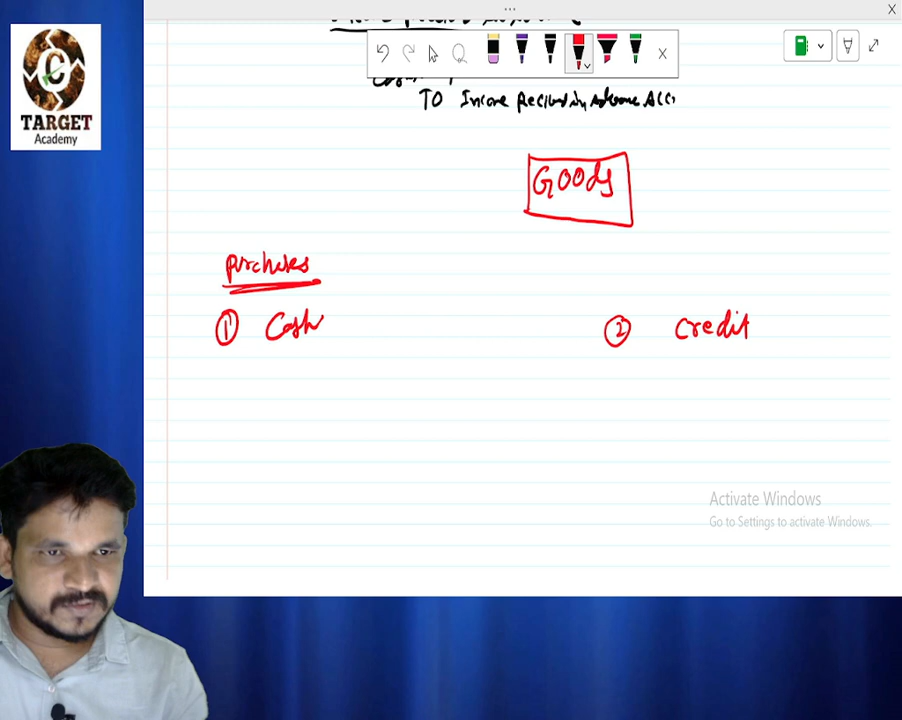 TARGET
Academy
TO Income Recived in Advance A/C
Goods
purchases
① Cash
② credit
Activate Windows
Go to Settings to activate Windows.